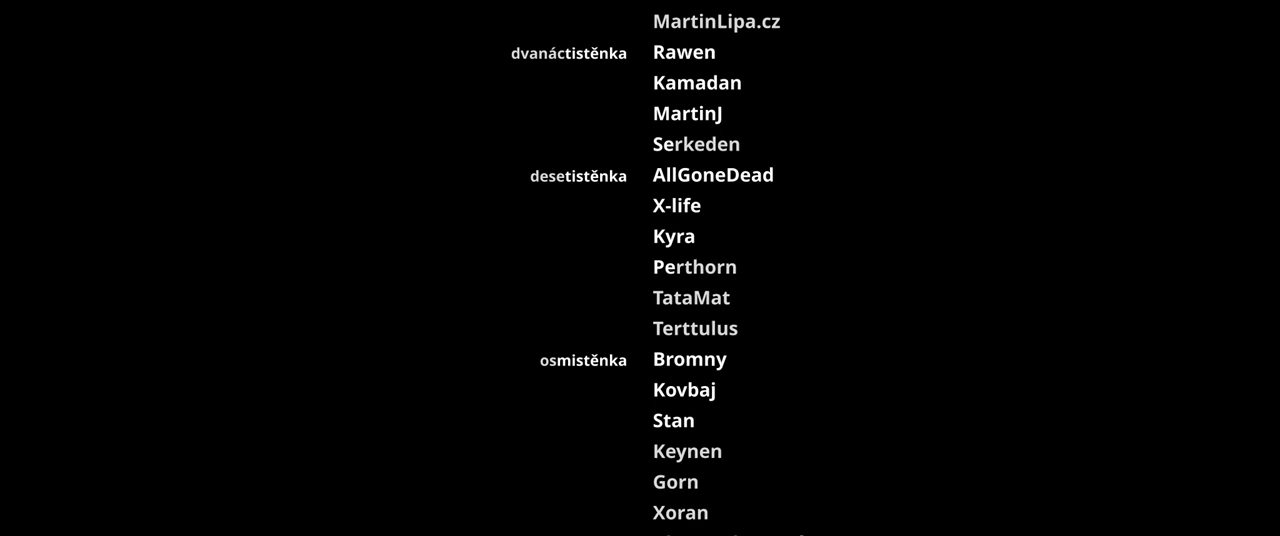 MartinLipa.cz
dvanáctistěnka Rawen
Kamadan
MartinJ
Serkeden
desetistěnka AllGoneDead
X-life
Kyra
Perthorn
TataMat
Terttulus
osmistěnka Bromny
Kovbaj
Stan
Keynen
Gorn
Xoran